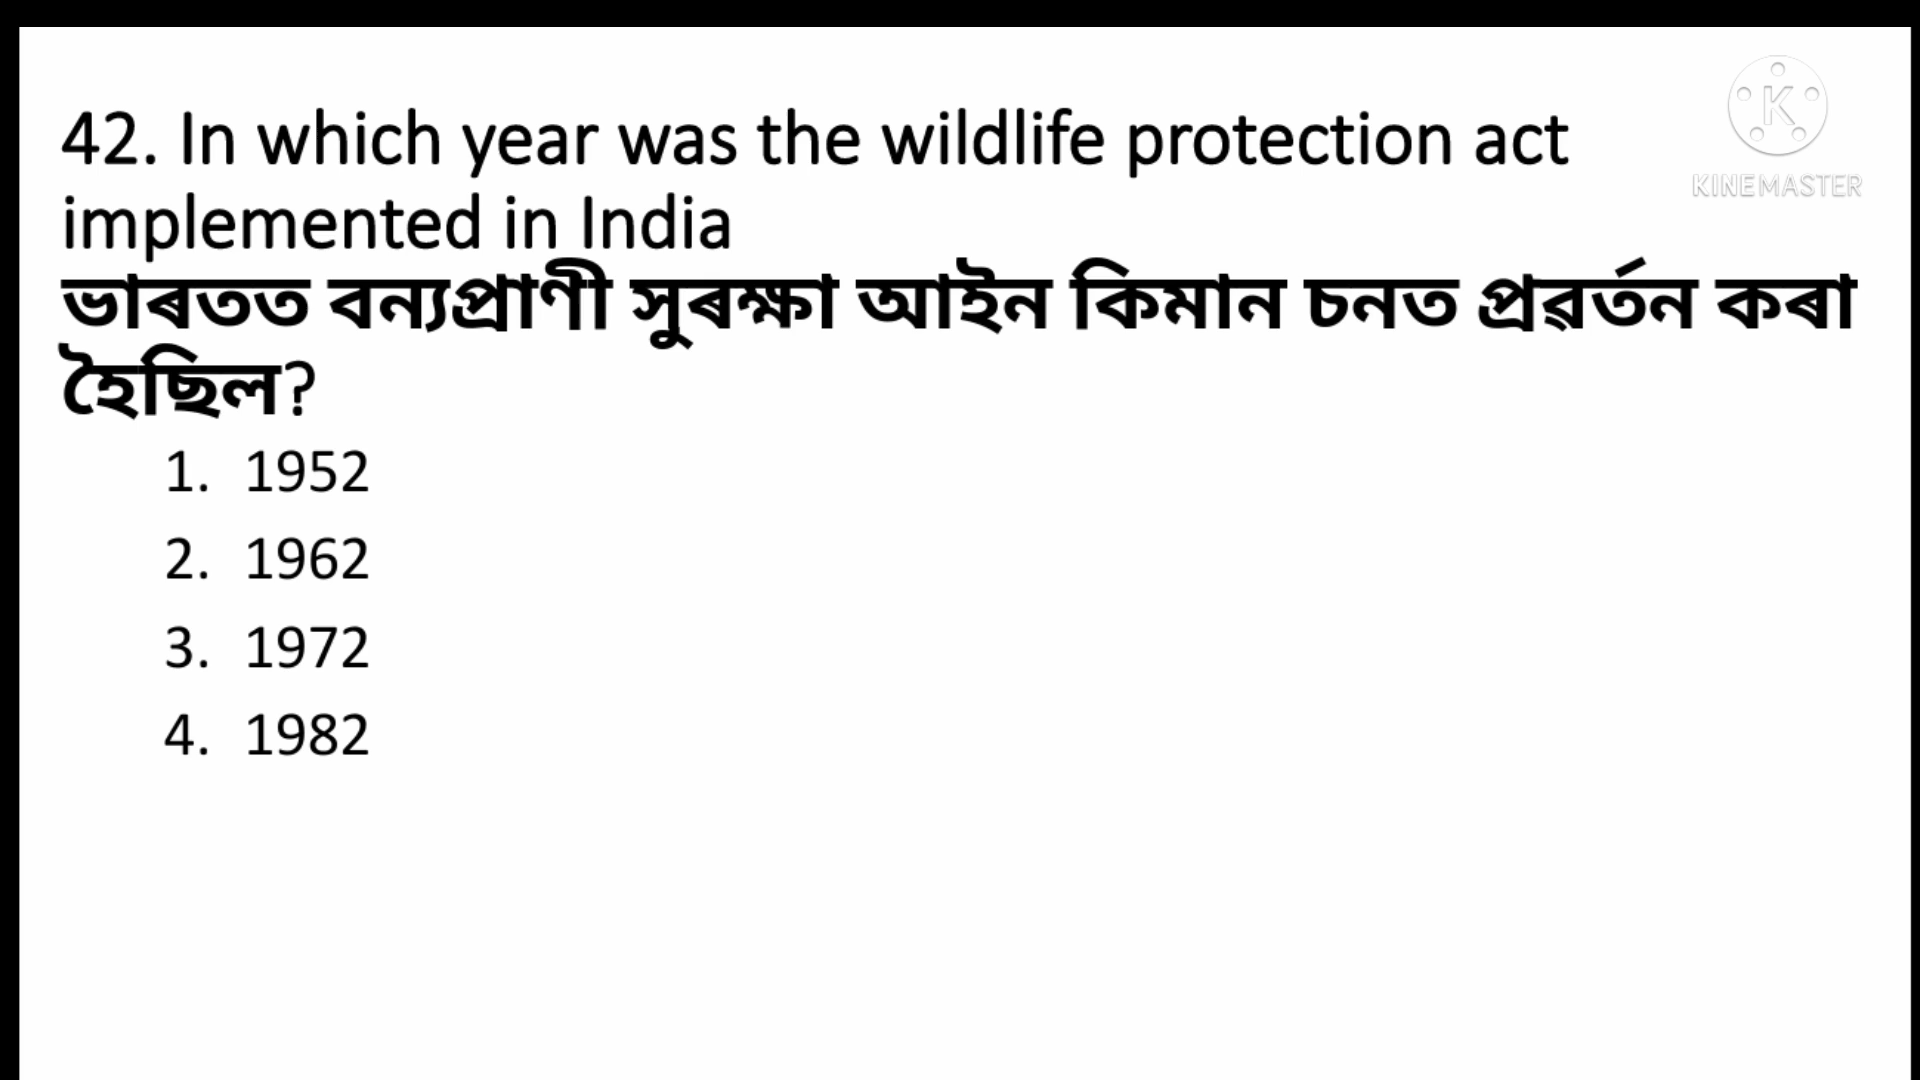 42. In which year was the wildlife protection act
implemented in India
ভাৰতত বন্যপ্ৰাণী সুৰক্ষা আইন কিমান চনত প্ৰৱৰ্তন কৰা
হৈছিল?
1. 1952
2. 1962
3. 1972
4. 1982
K
KINEMASTER